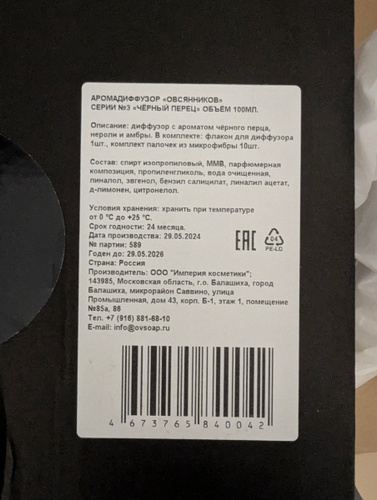 АРОМАДИФФУЗОР «ОВСЯННИКОВ»
СЕРИИ №3 «ЧЁРНЫЙ ПЕРЕЦ» ОБЪЁМ 100МЛ.
Описание: диффузор с ароматом чёрного перца,
нероли и амбры. В комплекте: флакон для диффузора
1шт., комплект палочек из микрофибры 10шт.
Состав: спирт изопропиловый, ММВ, парфюмерная
композиция, пропиленгликоль, вода очищенная,
линалол, эвгенол, бензил салицилат, линалил ацетат,
д-лимонен, цитронелол.
Условия хранения: хранить при температуре
от 0 °C до +25 °C.
Срок годности: 24 месяца.
Дата производства: 29.05.2024
№ партии: 589
Годен до: 29.05.2026
Страна: Россия
Производитель: ООО "Империя косметики";
143985, Московская область, г.о. Балашиха, город
Балашиха, микрорайон Саввино, улица
Промышленная, дом 43, корп. Б-1, этаж 1, помещение
№85а, 86
Тел. +7 (916) 881-68-10
E-mail: info@ovsoap.ru
EAC
04
PE-LD
4 673765 840042